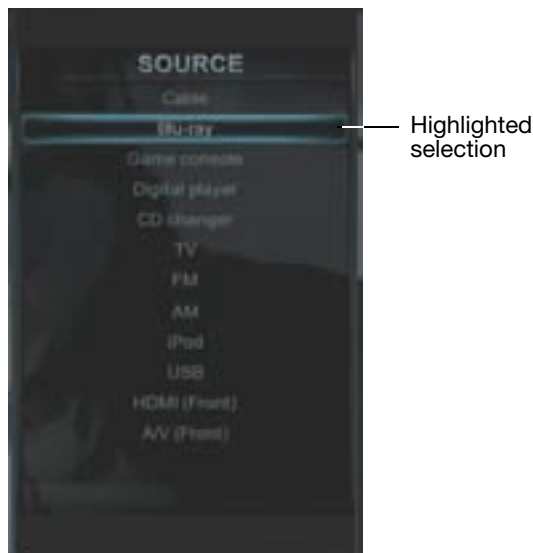 SOURCE
Cable
Blu-ray
Game console
Digital player
CD changer
TV
FM
AM
iPod
USB
HDMI (Front)
A/V (Front)
Highlighted
selection